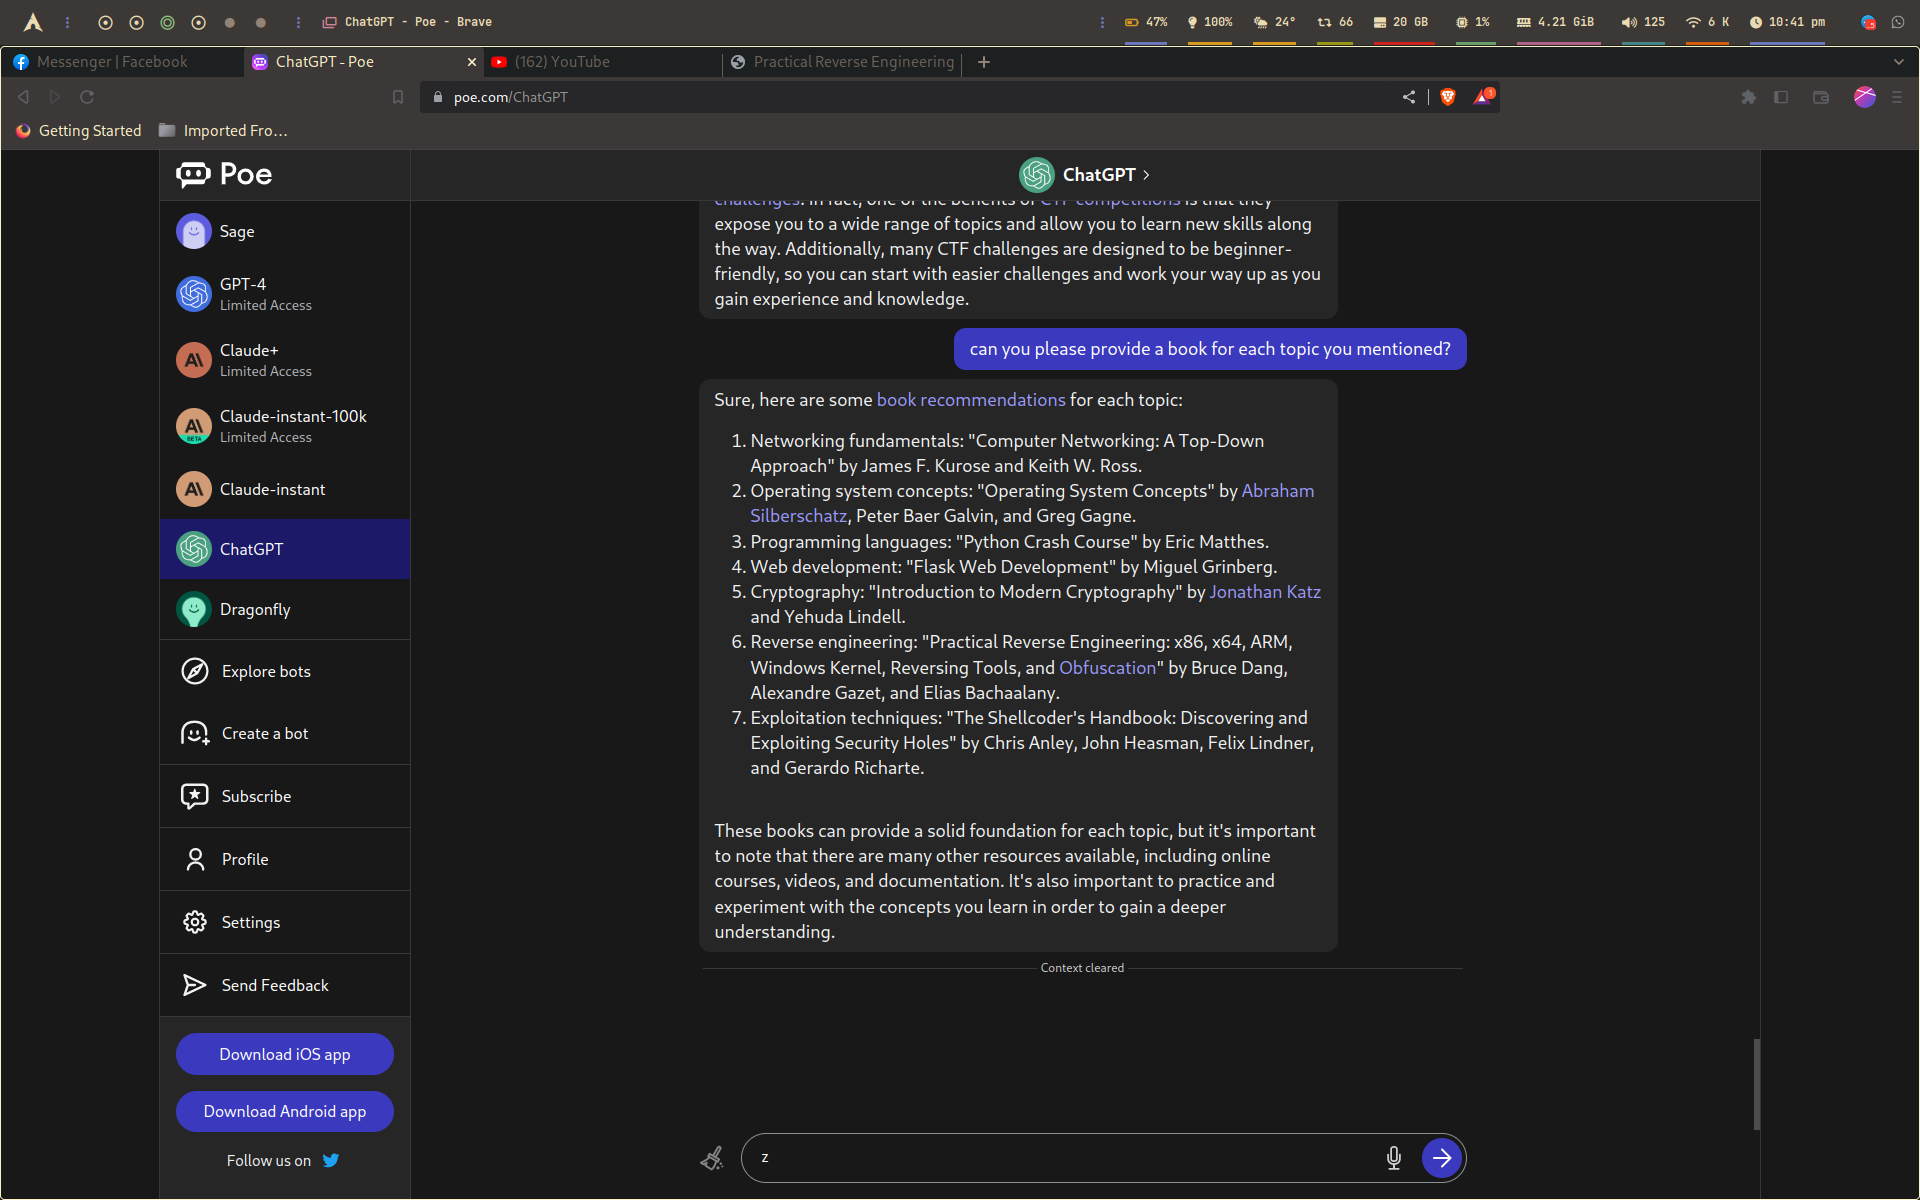 ChatGPT - Poe - Brave
47%
100%
24°
66
20 GB
1%
4.21 GiB
125
6 K
10:41 pm
Messenger | Facebook
ChatGPT - Poe
(162) YouTube
Practical Reverse Engineering
poe.com/ChatGPT
1
Getting Started
Imported Fro…
Poe
ChatGPT
Sage
GPT-4
Limited Access
Claude+
Limited Access
Claude-instant-100k
Limited Access
BETA
Claude-instant
ChatGPT
Dragonfly
Explore bots
Create a bot
Subscribe
Profile
Settings
Send Feedback
Download iOS app
Download Android app
Follow us on
challenges. In fact, one of the benefits of CTF competitions is that they
expose you to a wide range of topics and allow you to learn new skills along
the way. Additionally, many CTF challenges are designed to be beginner-
friendly, so you can start with easier challenges and work your way up as you
gain experience and knowledge.
can you please provide a book for each topic you mentioned?
Sure, here are some book recommendations for each topic:
1. Networking fundamentals: "Computer Networking: A Top-Down
Approach" by James F. Kurose and Keith W. Ross.
2. Operating system concepts: "Operating System Concepts" by Abraham
Silberschatz, Peter Baer Galvin, and Greg Gagne.
3. Programming languages: "Python Crash Course" by Eric Matthes.
4. Web development: "Flask Web Development" by Miguel Grinberg.
5. Cryptography: "Introduction to Modern Cryptography" by Jonathan Katz
and Yehuda Lindell.
6. Reverse engineering: "Practical Reverse Engineering: x86, x64, ARM,
Windows Kernel, Reversing Tools, and Obfuscation" by Bruce Dang,
Alexandre Gazet, and Elias Bachaalany.
7. Exploitation techniques: "The Shellcoder's Handbook: Discovering and
Exploiting Security Holes" by Chris Anley, John Heasman, Felix Lindner,
and Gerardo Richarte.
These books can provide a solid foundation for each topic, but it's important
to note that there are many other resources available, including online
courses, videos, and documentation. It's also important to practice and
experiment with the concepts you learn in order to gain a deeper
understanding.
Context cleared
z